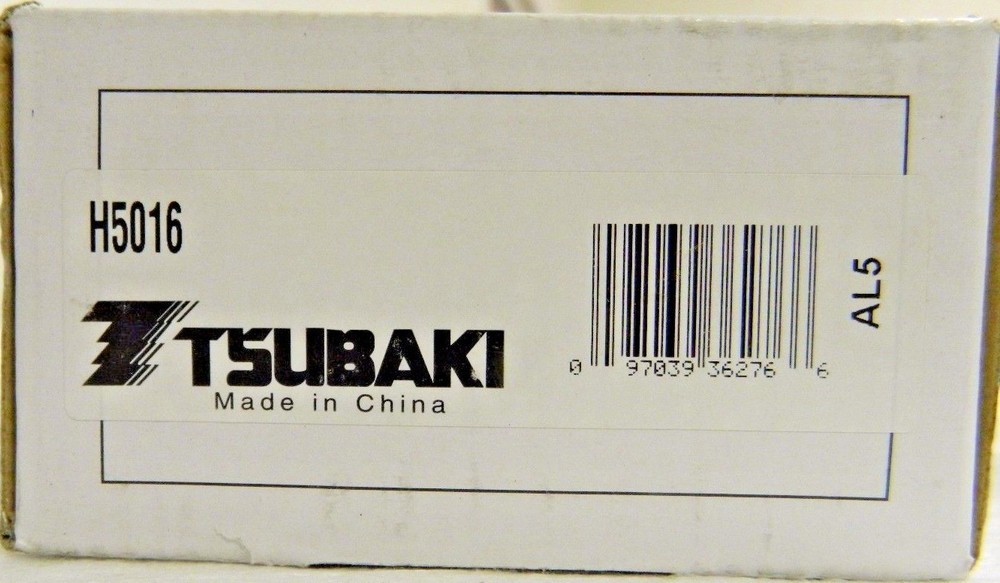 H5016
TSUBAKI
Made in China
0 97039 36276 6
AL5